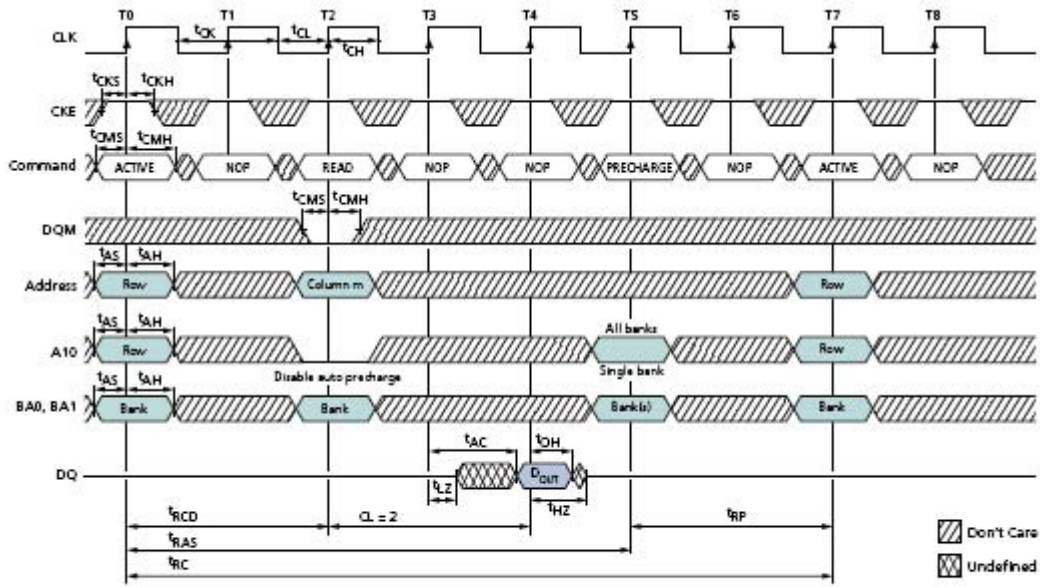 T0 T1 T2 T3 T4 T5 T6 T7 T8
CLK tCK tCL tCH
tCKS tCKH
CKE
tCMS tCMH
Command ACTIVE NOP READ NOP NOP PRECHARGE NOP ACTIVE NOP
tCMS tCMH
DQM
tAS tAH
Address Row Column m Row
tAS tAH All banks
A10 Row Row
Disable auto precharge Single bank
tAS tAH
BA0, BA1 Bank Bank Bank(s) Bank
tAC tOH
DQ DOUT
tLZ tHZ
tRCD CL = 2 tRP
tRAS
tRC
Don't Care
Undefined